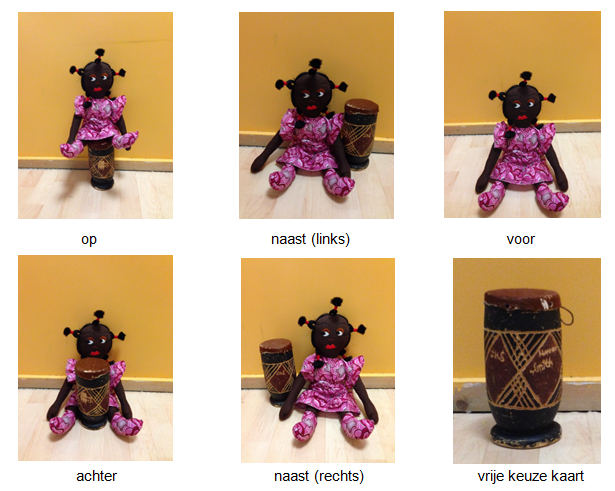 op
naast (links)
voor
achter
naast (rechts)
vrije keuze kaart